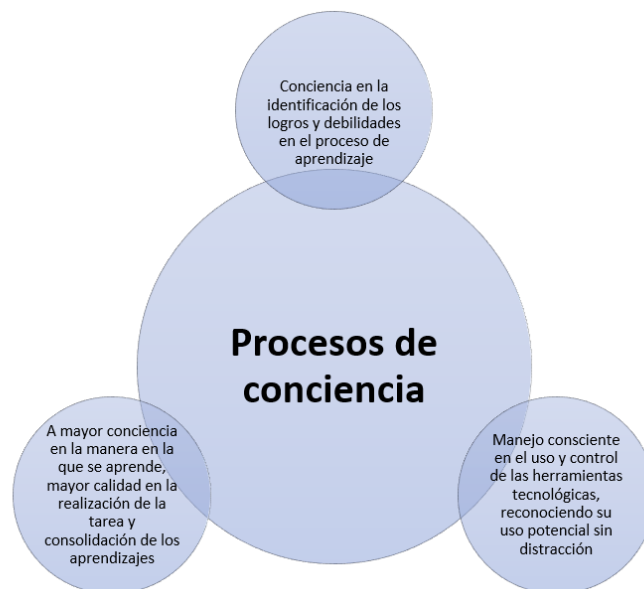 Conciencia en la
identificación de los
logros y debilidades
en el proceso de
aprendizaje
Procesos de
conciencia
A mayor conciencia
en la manera en la
que se aprende,
mayor calidad en la
realización de la
tarea y
consolidación de los
aprendizajes
Manejo consciente
en el uso y control
de las herramientas
tecnológicas,
reconociendo su
uso potencial sin
distracción